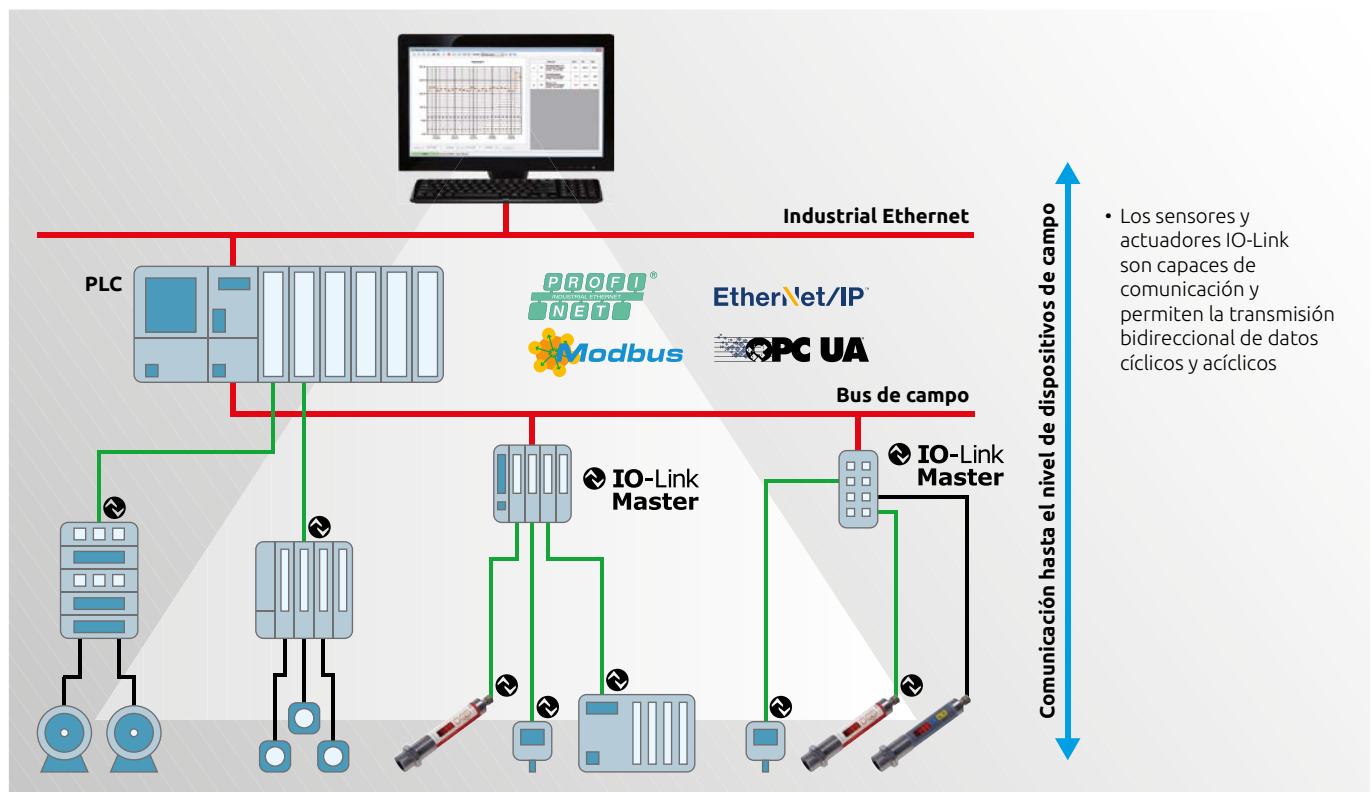 Industrial Ethernet
PLC
PROFI®
INDUSTRIAL ETHERNET
NET
EtherNet/IP™
Modbus
OPC UA
Bus de campo
IO-Link
Master
IO-Link
Master
Comunicación hasta el nivel de dispositivos de campo
• Los sensores y
actuadores IO-Link
son capaces de
comunicación y
permiten la transmisión
bidireccional de datos
cíclicos y acíclicos